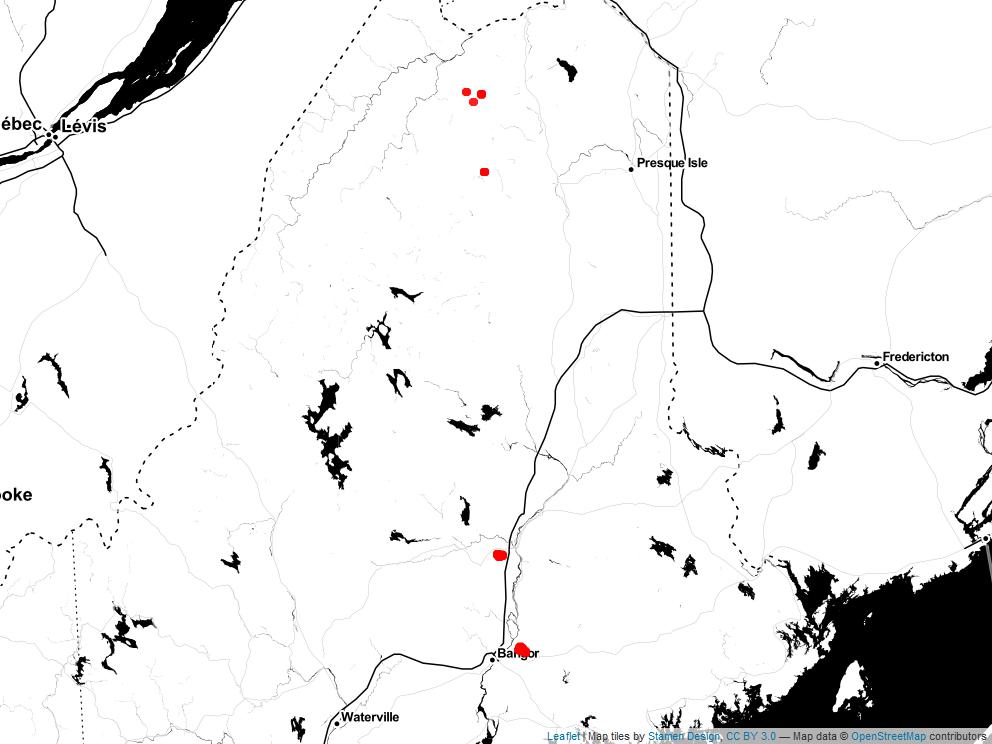 ébec
Lévis
Presque Isle
Fredericton
oke
Bangor
Waterville
Leaflet | Map tiles by Stamen Design, CC BY 3.0 — Map data © OpenStreetMap contributors